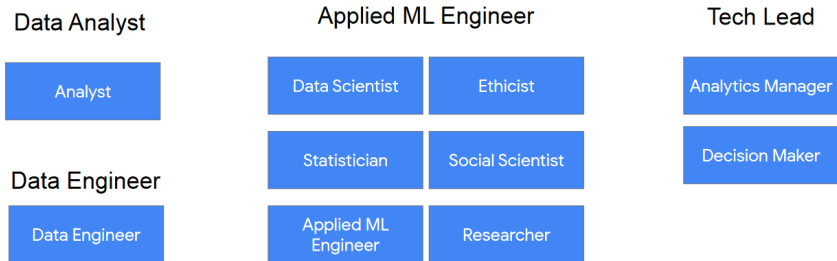 Data Analyst
Analyst
Data Engineer
Data Engineer
Applied ML Engineer
Data Scientist
Ethicist
Statistician
Social Scientist
Applied ML
Engineer
Researcher
Tech Lead
Analytics Manager
Decision Maker